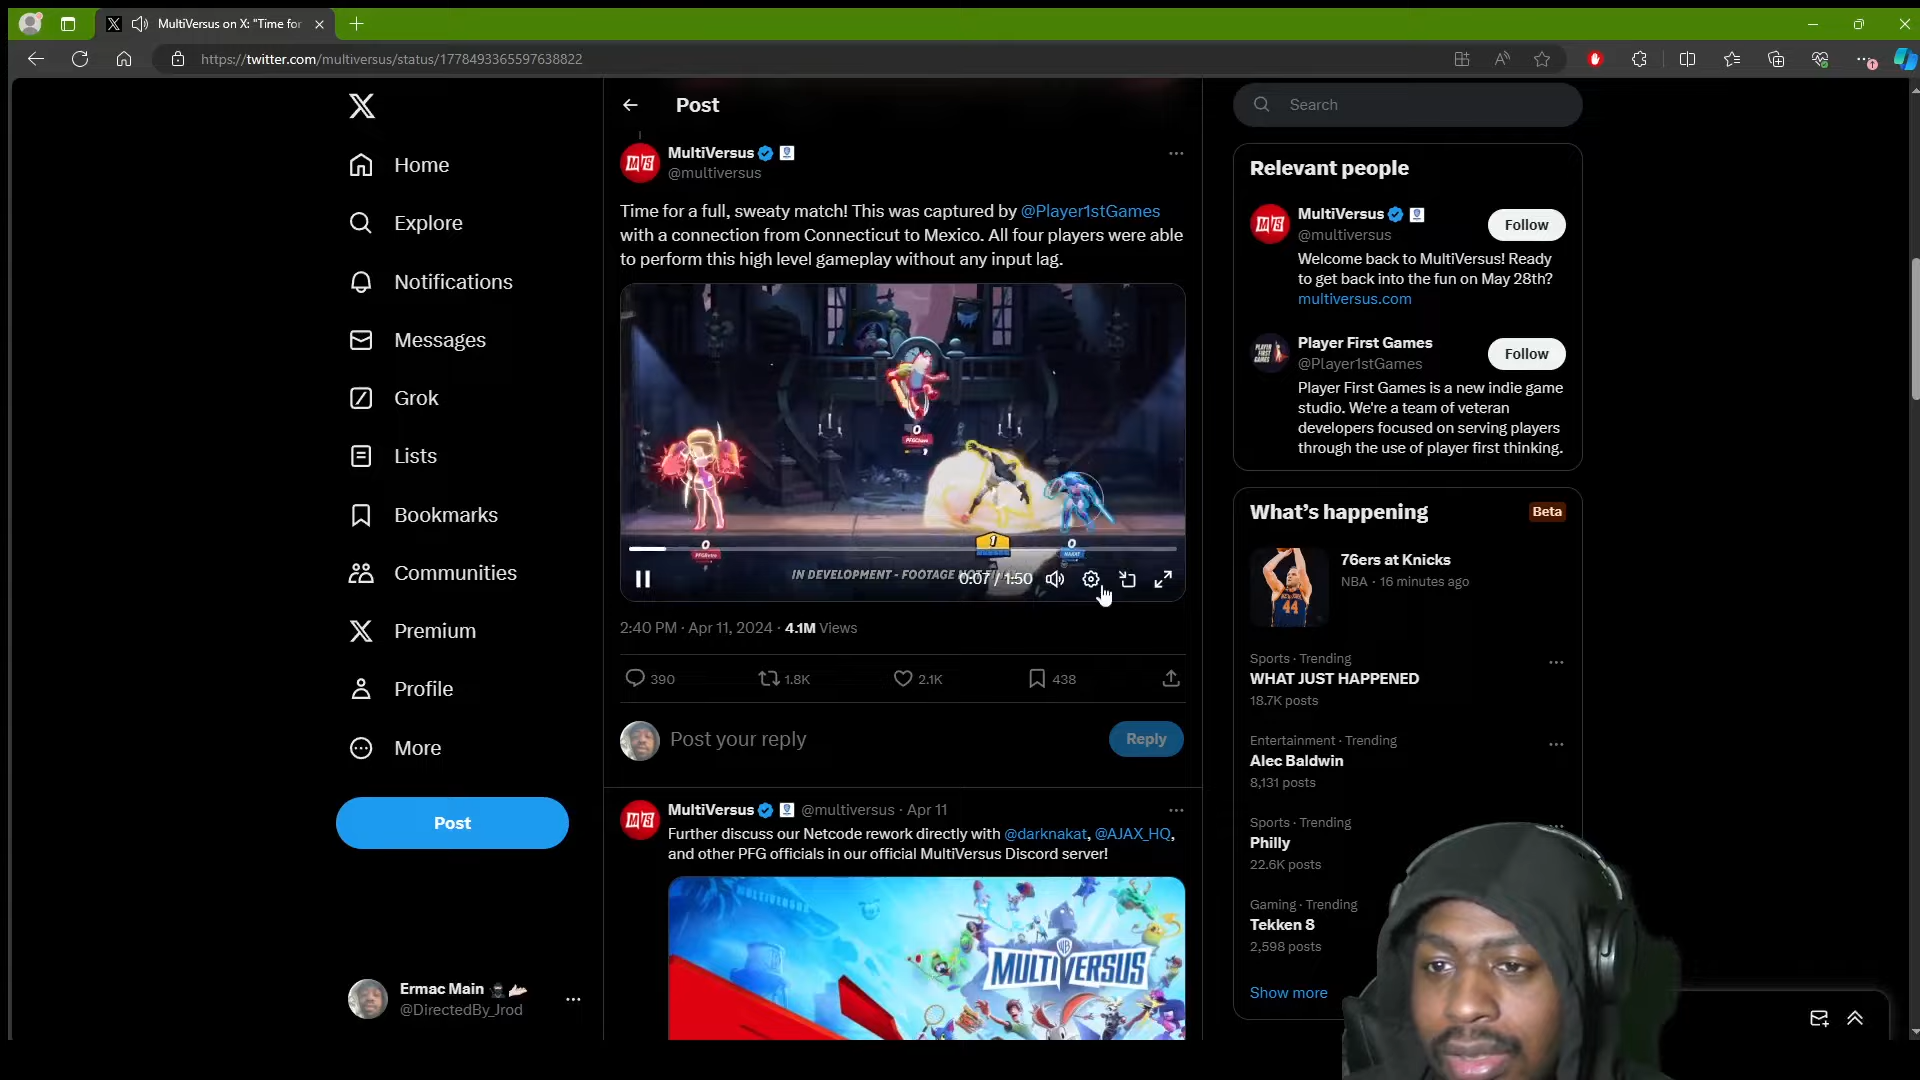 MultiVersus on X: "Time for
https://twitter.com/multiversus/status/1778493365597638822
Home
Explore
Notifications
Messages
Grok
Lists
Bookmarks
Communities
Premium
Profile
More
Post
Ermac Main
@DirectedBy_Jrod
Post
MultiVersus
@multiversus
Time for a full, sweaty match! This was captured by @Player1stGames
with a connection from Connecticut to Mexico. All four players were able
to perform this high level gameplay without any input lag.
0
0
1
0
IN DEVELOPMENT - FOOTAGE NOT
0:07 / 1:50
2:40 PM · Apr 11, 2024 · 4.1M Views
390
1.8K
2.1K
438
Post your reply
Reply
MultiVersus @multiversus · Apr 11
Further discuss our Netcode rework directly with @darknakat, @AJAX_HQ,
and other PFG officials in our official MultiVersus Discord server!
MULTIVERSUS
Search
Relevant people
MultiVersus
@multiversus
Follow
Welcome back to MultiVersus! Ready
to get back into the fun on May 28th?
multiversus.com
Player First Games
@Player1stGames
Follow
Player First Games is a new indie game
studio. We're a team of veteran
developers focused on serving players
through the use of player first thinking.
What's happening
Beta
76ers at Knicks
NBA · 16 minutes ago
Sports · Trending
WHAT JUST HAPPENED
18.7K posts
Entertainment · Trending
Alec Baldwin
8,131 posts
Sports · Trending
Philly
22.6K posts
Gaming · Trending
Tekken 8
2,598 posts
Show more